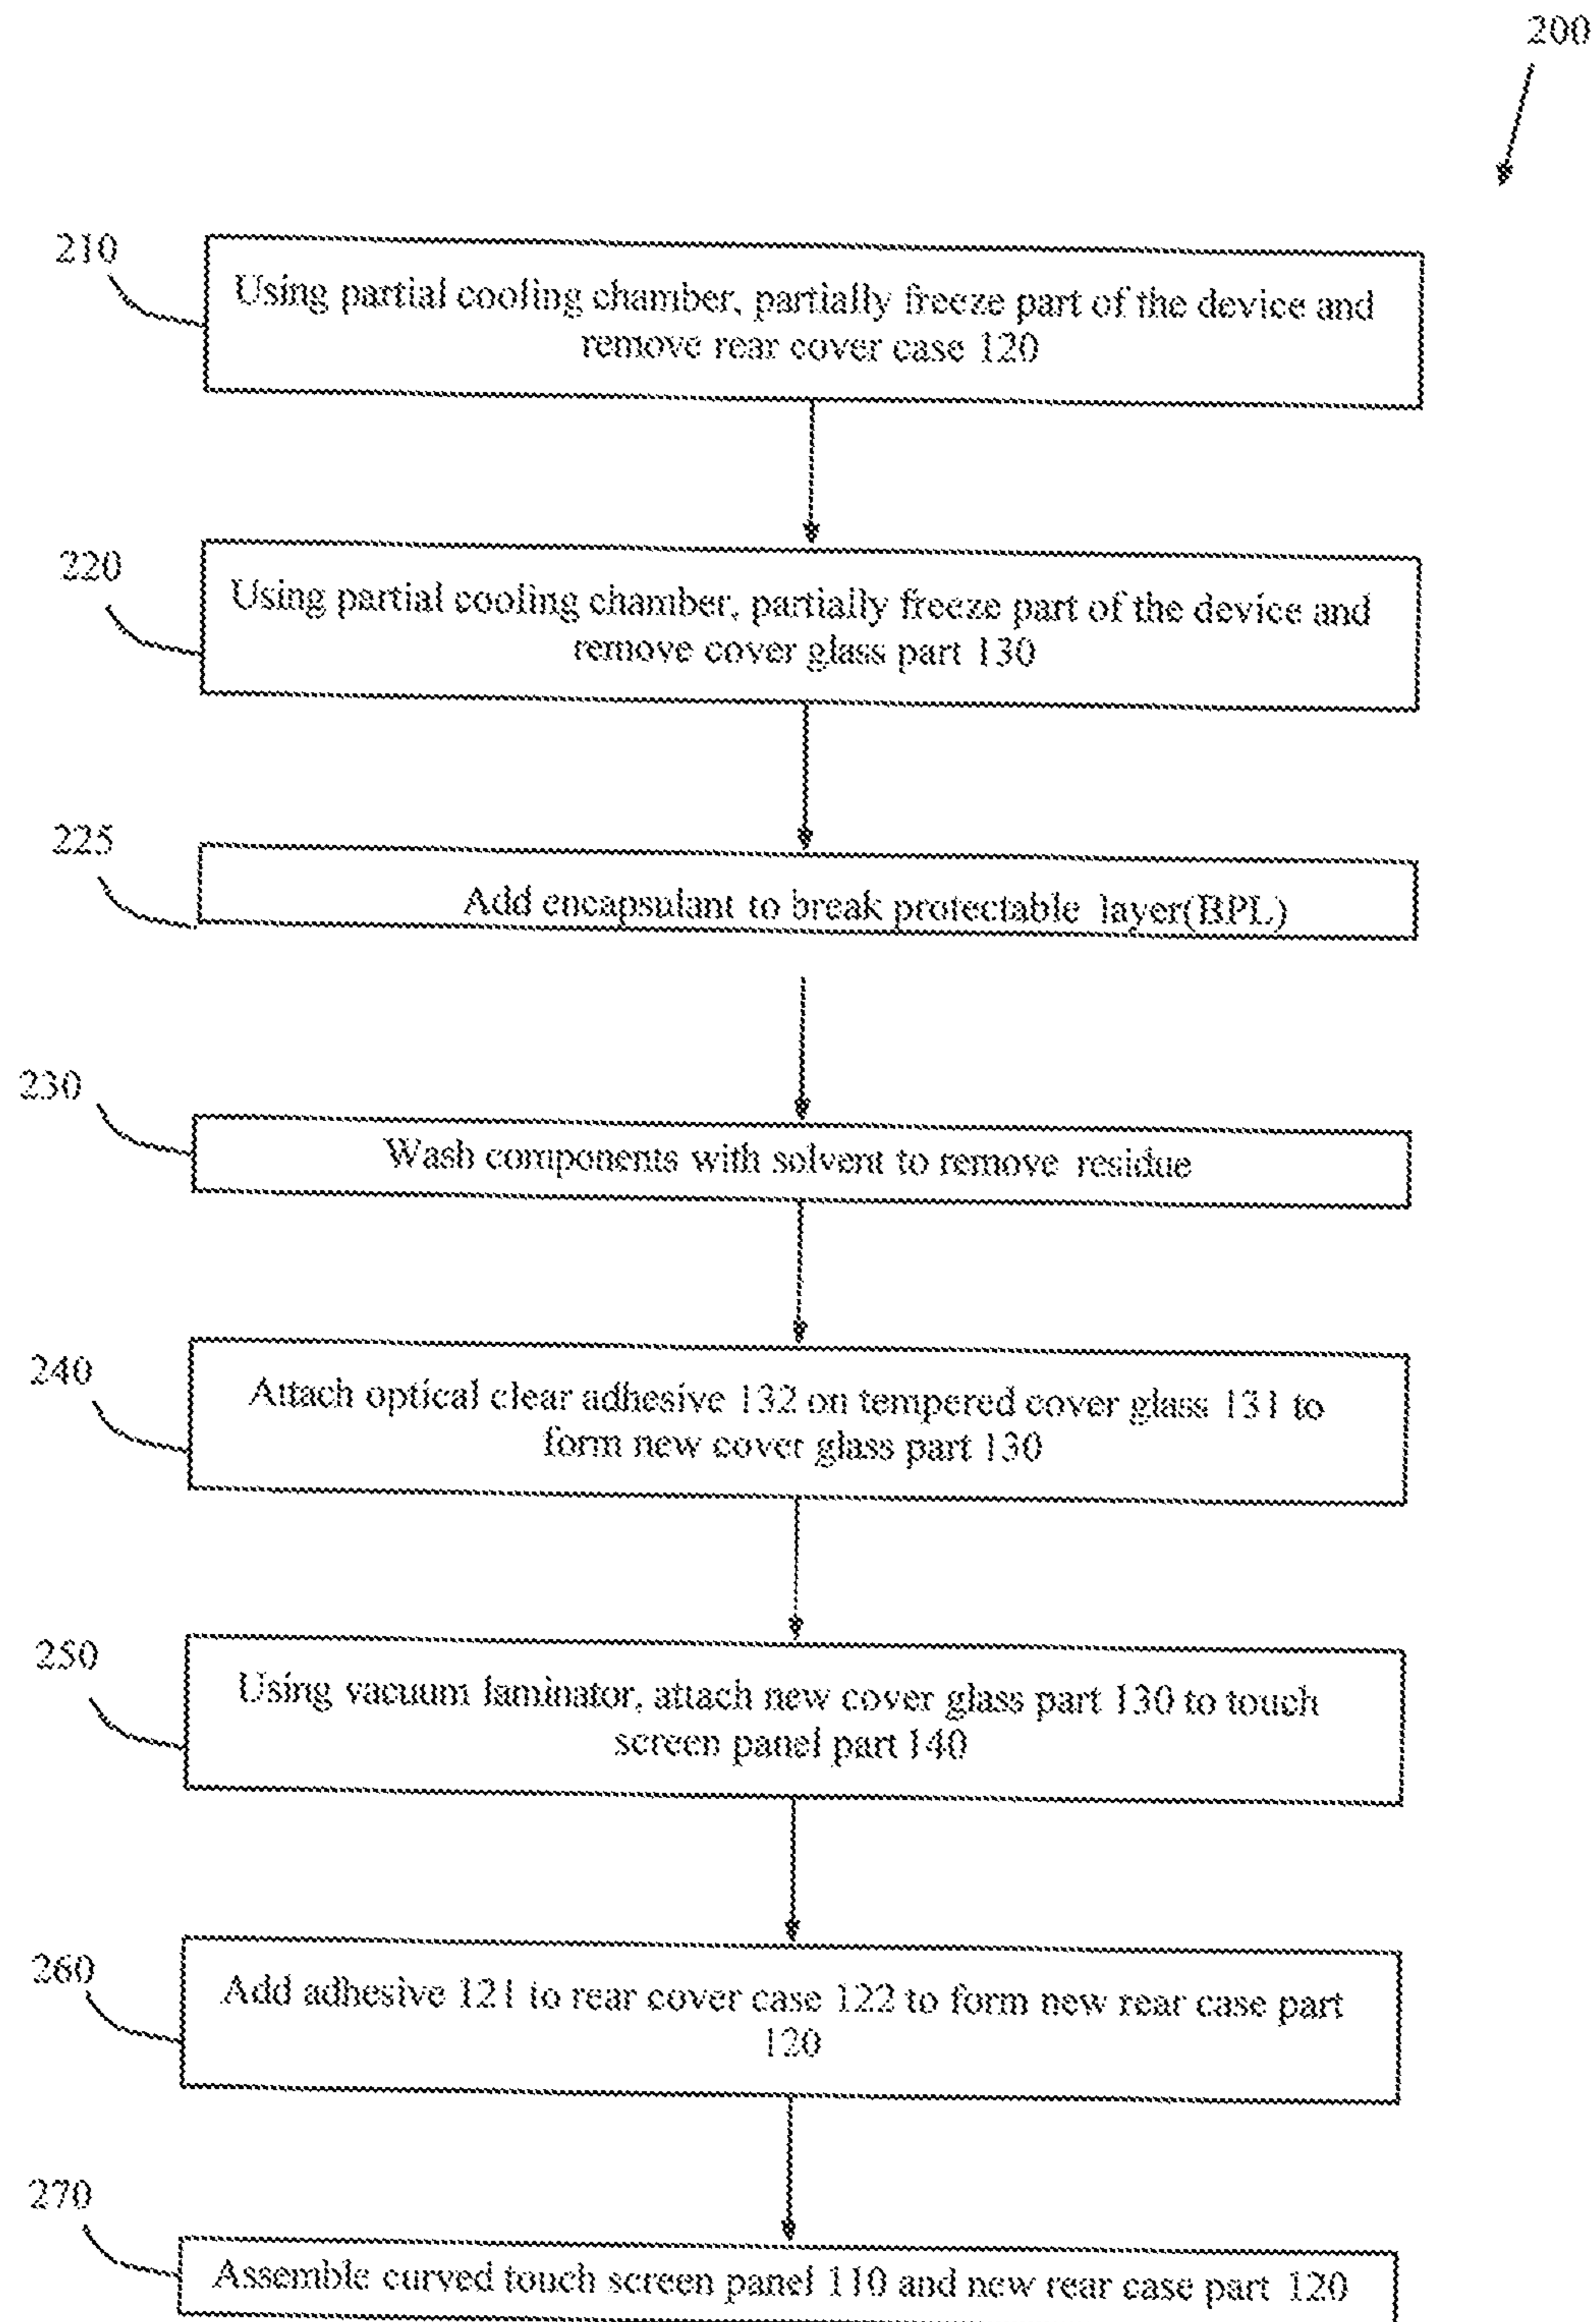 200
210
Using partial cooling chamber, partially freeze part of the device and
remove rear cover case 120
220
Using partial cooling chamber, partially freeze part of the device and
remove cover glass part 130
225
Add encapsulant to break protectable layer(BPL)
230
Wash components with solvent to remove residue
240
Attach optical clear adhesive 132 on tempered cover glass 131 to
form new cover glass part 130
250
Using vacuum laminator, attach new cover glass part 130 to touch
screen panel part 140
260
Add adhesive 121 to rear cover case 122 to form new rear case part
120
270
Assemble curved touch screen panel 110 and new rear case part 120